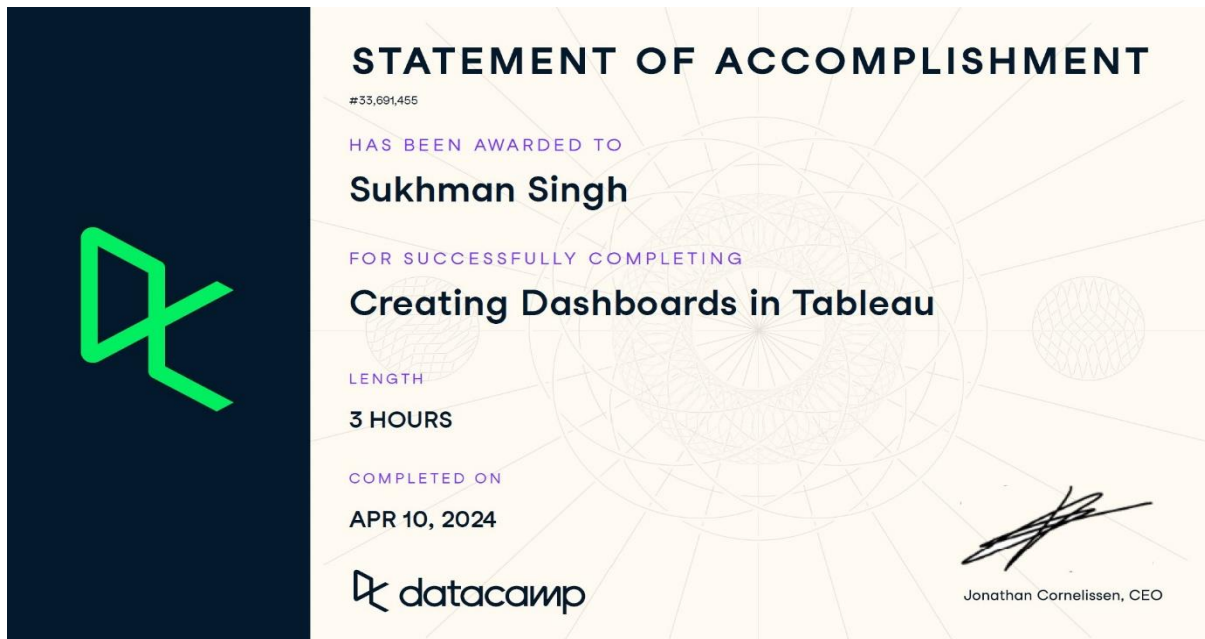 STATEMENT OF ACCOMPLISHMENT
#33,691,455
HAS BEEN AWARDED TO
Sukhman Singh
FOR SUCCESSFULLY COMPLETING
Creating Dashboards in Tableau
LENGTH
3 HOURS
COMPLETED ON
APR 10, 2024
datacamp
Jonathan Cornelissen, CEO